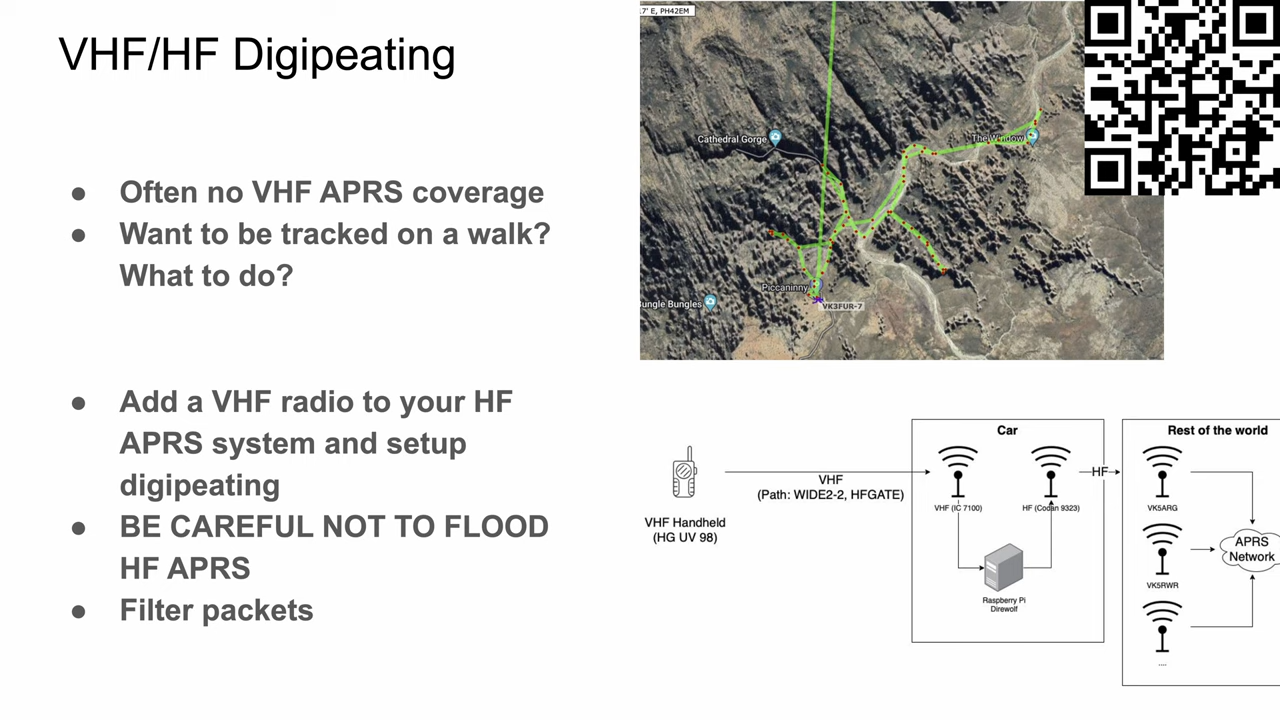 VHF/HF Digipeating
● Often no VHF APRS coverage
● Want to be tracked on a walk?
What to do?
● Add a VHF radio to your HF
APRS system and setup
digipeating
● BE CAREFUL NOT TO FLOOD
HF APRS
● Filter packets
7' E, PH42EM
Cathedral Gorge
The Window
Piccaninny
ungle Bungles
VK3FUR-7
VHF Handheld
(HG UV 98)
VHF
(Path: WIDE2-2, HFGATE)
Car
VHF (IC 7100)
HF (Codan 9323)
Raspberry Pi
Direwolf
HF
Rest of the world
VK5ARG
VK5RWR
....
APRS
Network